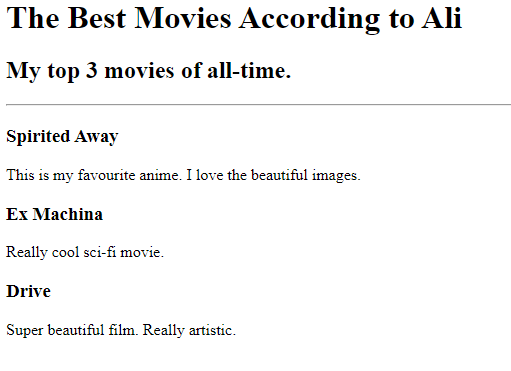 The Best Movies According to Ali
My top 3 movies of all-time.
Spirited Away
This is my favourite anime. I love the beautiful images.
Ex Machina
Really cool sci-fi movie.
Drive
Super beautiful film. Really artistic.